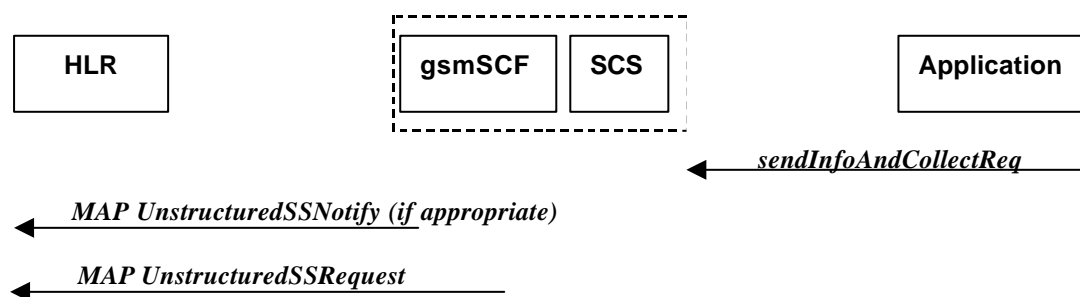 HLR gsmSCF SCS Application
sendInfoAndCollectReq
MAP UnstructuredSSNotify (if appropriate)
MAP UnstructuredSSRequest